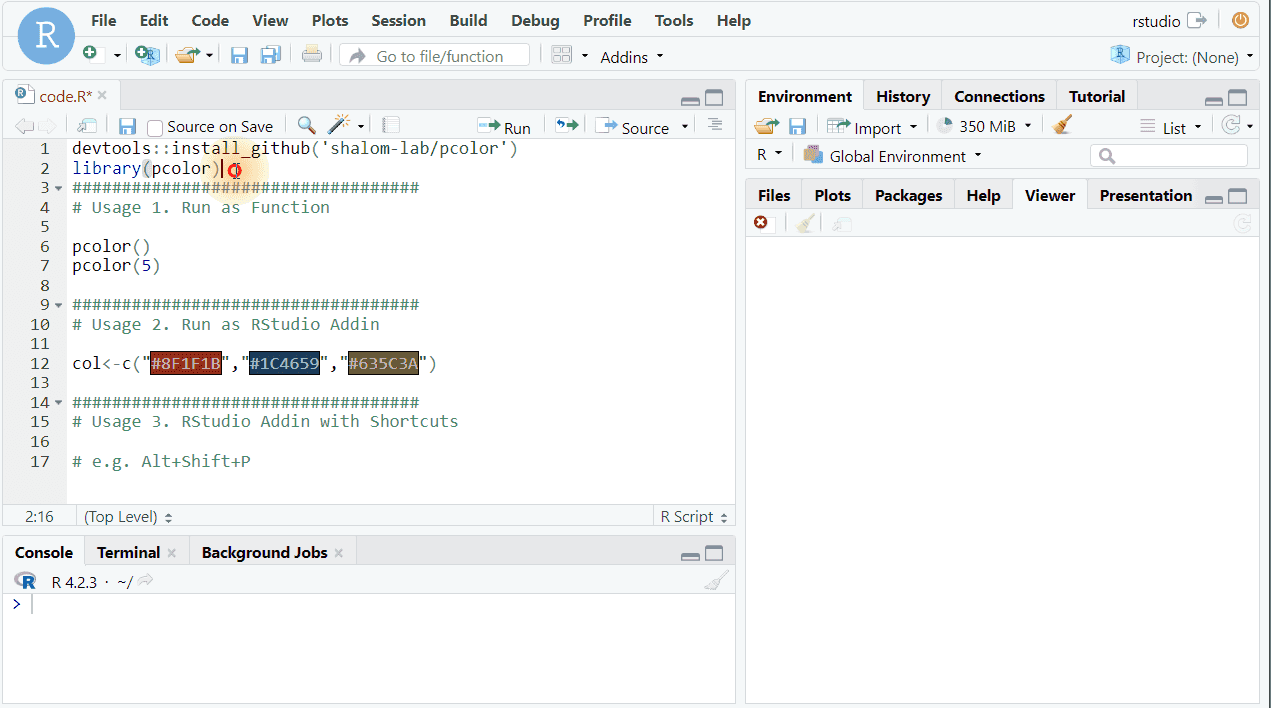 R
File Edit Code View Plots Session Build Debug Profile Tools Help
rstudio
Go to file/function
Addins
Project: (None)
code.R*
Source on Save
Run
Source
1 devtools::install_github('shalom-lab/pcolor')
2 library(pcolor)
3 ###################################
4 # Usage 1. Run as Function
5
6 pcolor()
7 pcolor(5)
8
9 ###################################
10 # Usage 2. Run as RStudio Addin
11
12 col<-c("#8F1F1B","#1C4659","#635C3A")
13
14 ###################################
15 # Usage 3. RStudio Addin with Shortcuts
16
17 # e.g. Alt+Shift+P
2:16 (Top Level) R Script
Console Terminal Background Jobs
R R 4.2.3 · ~/
>
Environment History Connections Tutorial
Import 350 MiB List
R Global Environment
Files Plots Packages Help Viewer Presentation